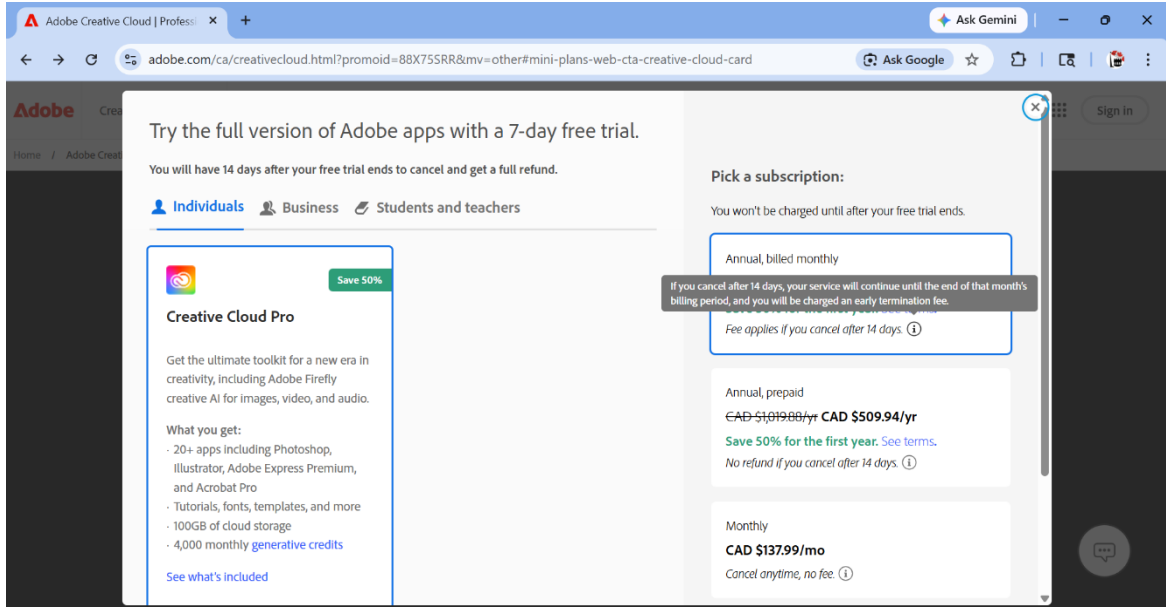 Adobe Creative Cloud | Professi
Ask Gemini
adobe.com/ca/creativecloud.html?promoid=88X75SRR&mv=other#mini-plans-web-cta-creative-cloud-card
Ask Google
Adobe
Crea
Sign in
Home / Adobe Creati
Try the full version of Adobe apps with a 7-day free trial.
You will have 14 days after your free trial ends to cancel and get a full refund.
Individuals
Business
Students and teachers
Save 50%
Creative Cloud Pro
Get the ultimate toolkit for a new era in
creativity, including Adobe Firefly
creative AI for images, video, and audio.
What you get:
· 20+ apps including Photoshop,
Illustrator, Adobe Express Premium,
and Acrobat Pro
· Tutorials, fonts, templates, and more
· 100GB of cloud storage
· 4,000 monthly generative credits
See what's included
Pick a subscription:
You won't be charged until after your free trial ends.
Annual, billed monthly
If you cancel after 14 days, your service will continue until the end of that month's
billing period, and you will be charged an early termination fee.
Fee applies if you cancel after 14 days.
Annual, prepaid
CAD $1,019.88/yr CAD $509.94/yr
Save 50% for the first year. See terms.
No refund if you cancel after 14 days.
Monthly
CAD $137.99/mo
Cancel anytime, no fee.